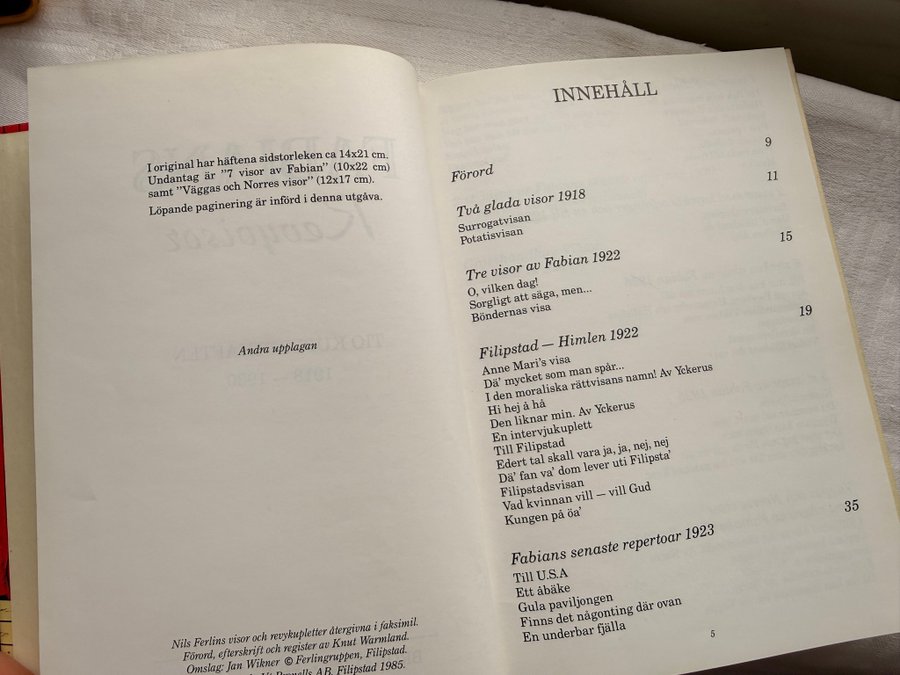 I original har häftena sidstorleken ca 14x21 cm.
Undantag är "7 visor av Fabian" (10x22 cm)
samt "Väggas och Norres visor" (12x17 cm).
Löpande paginering är införd i denna utgåva.
Andra upplagan
Nils Ferlins visor och revykupletter återgivna i faksimil.
Förord, efterskrift och register av Knut Warmland.
Omslag: Jan Wikner © Ferlingruppen, Filipstad.
AB, Filipstad 1985.
INNEHÅLL
Förord 9
Två glada visor 1918 11
Surrogatvisan
Potatisvisan
Tre visor av Fabian 1922 15
O, vilken dag!
Sorgligt att säga, men...
Böndernas visa
Filipstad — Himlen 1922 19
Anne Mari's visa
Dä' mycket som man spår...
I den moraliska rättvisans namn! Av Yckerus
Hi hej å hå
Den liknar min. Av Yckerus
En intervjukuplett
Till Filipstad
Edert tal skall vara ja, ja, nej, nej
Dä' fan va' dom lever uti Filipsta'
Filipstadsvisan
Vad kvinnan vill — vill Gud
Kungen på öa'
Fabians senaste repertoar 1923 35
Till U.S.A
Ett åbäke
Gula paviljongen
Finns det någonting där ovan
En underbar fjälla
5